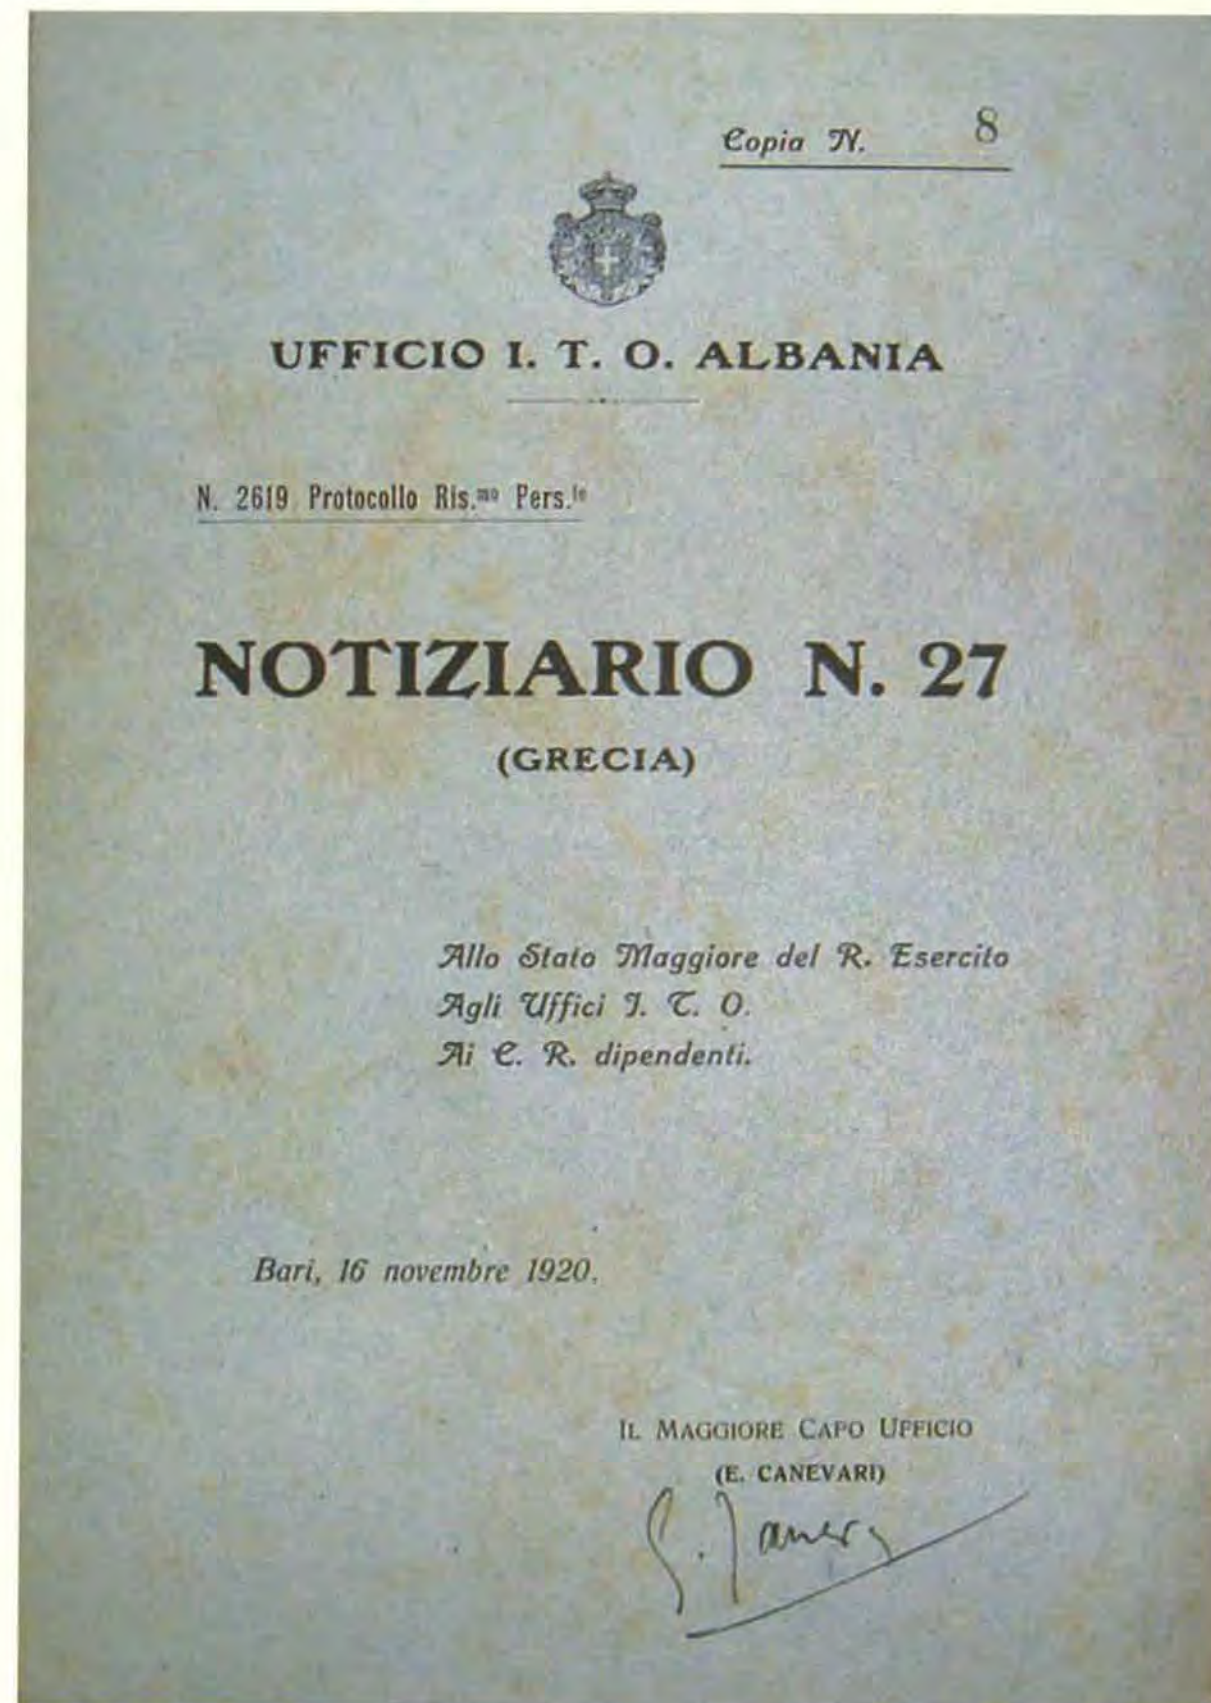 Copia N. 8
UFFICIO I. T. O. ALBANIA
N. 2619 Protocollo Ris.mo Pers.le
NOTIZIARIO N. 27
(GRECIA)
Allo Stato Maggiore del R. Esercito
Agli Uffici I. T. O.
Ai C. R. dipendenti.
Bari, 16 novembre 1920.
IL MAGGIORE CAPO UFFICIO
(E. CANEVARI)